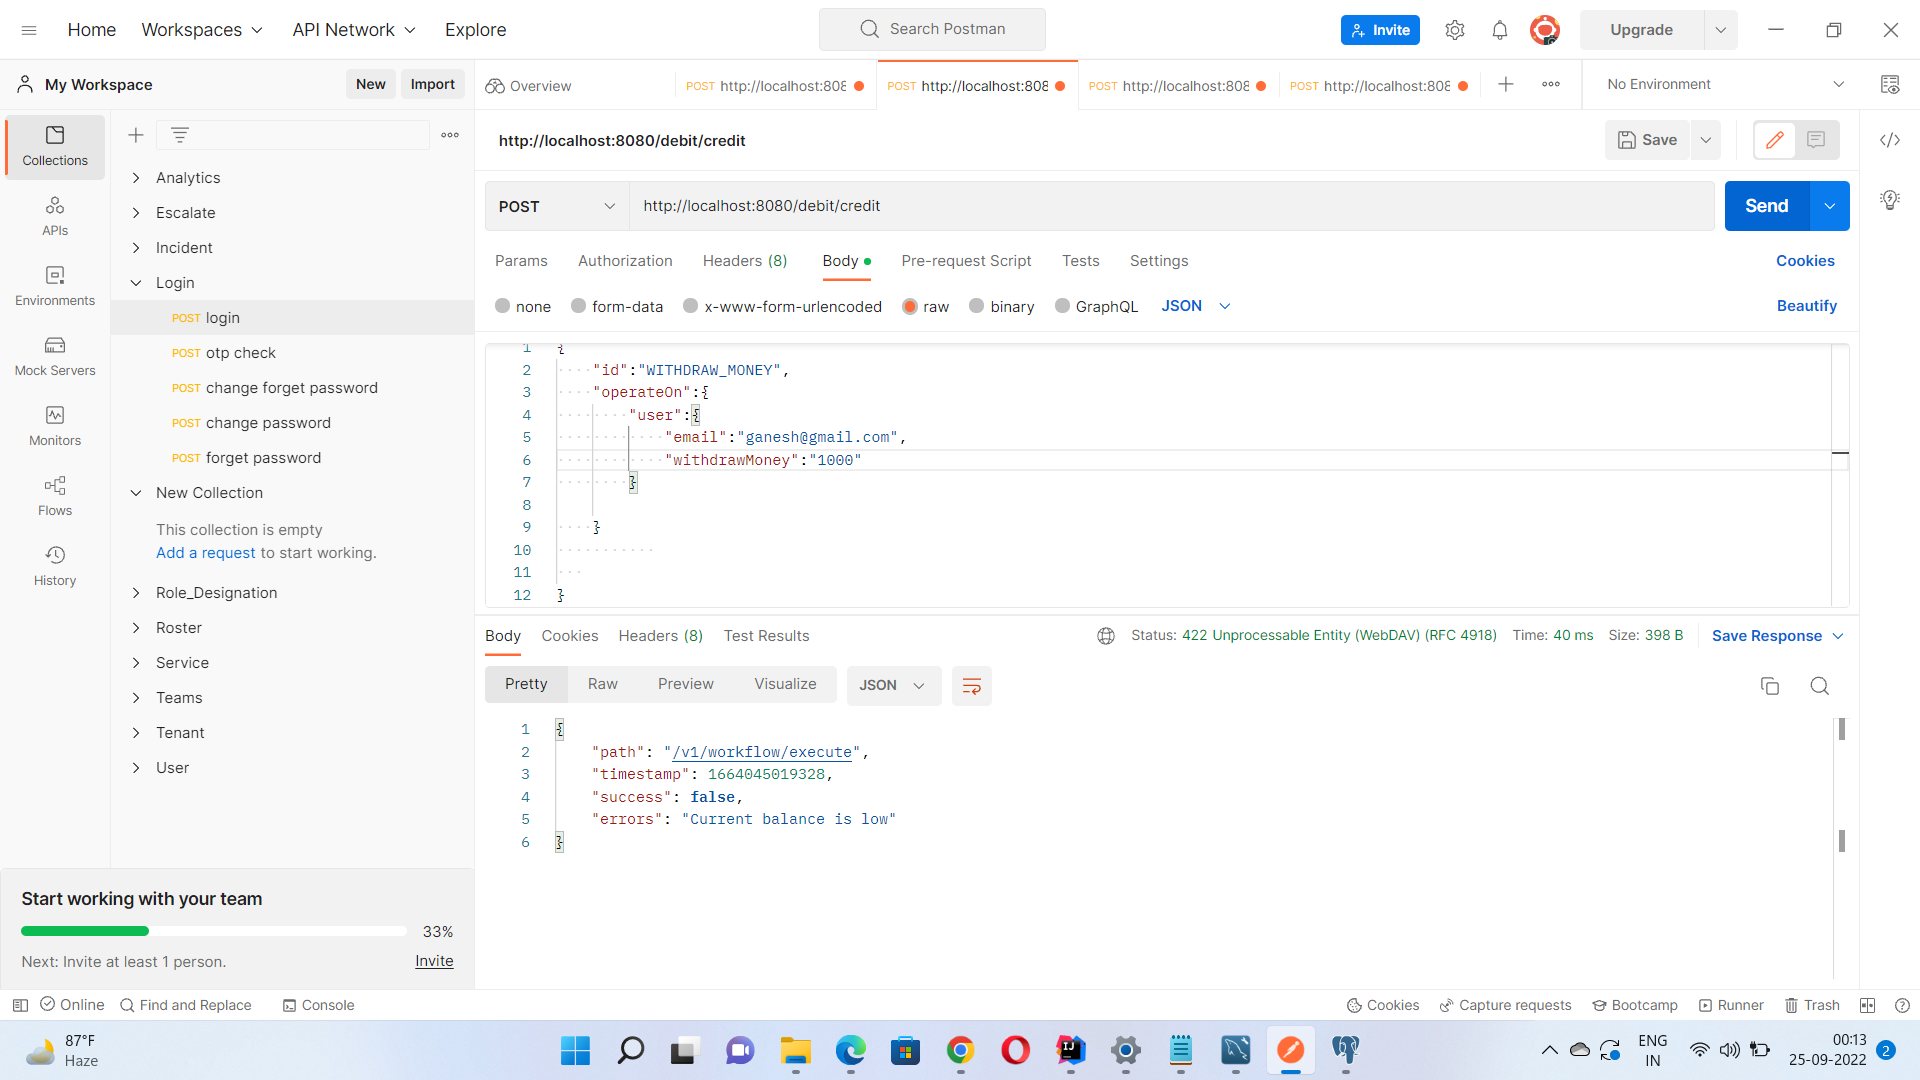 Home Workspaces API Network Explore Search Postman Invite Upgrade
My Workspace New Import Overview POST http://localhost:808 POST http://localhost:808 POST http://localhost:808 POST http://localhost:808 No Environment
http://localhost:8080/debit/credit Save
Collections
APIs
Environments
Mock Servers
Monitors
Flows
History
Analytics
Escalate
Incident
Login
POST login
POST otp check
POST change forget password
POST change password
POST forget password
New Collection
This collection is empty
Add a request to start working.
Role_Designation
Roster
Service
Teams
Tenant
User
Start working with your team
33%
Next: Invite at least 1 person. Invite
POST http://localhost:8080/debit/credit Send
Params Authorization Headers (8) Body Pre-request Script Tests Settings Cookies
none form-data x-www-form-urlencoded raw binary GraphQL JSON Beautify
1 {
2 "id":"WITHDRAW_MONEY",
3 "operateOn":{
4 "user":{
5 "email":"ganesh@gmail.com",
6 "withdrawMoney":"1000"
7 }
8
9 }
10
11
12 }
Body Cookies Headers (8) Test Results Status: 422 Unprocessable Entity (WebDAV) (RFC 4918) Time: 40 ms Size: 398 B Save Response
Pretty Raw Preview Visualize JSON
1 {
2 "path": "/v1/workflow/execute",
3 "timestamp": 1664045019328,
4 "success": false,
5 "errors": "Current balance is low"
6 }
Online Find and Replace Console Cookies Capture requests Bootcamp Runner Trash
87°F
Haze
ENG
IN
00:13
25-09-2022
2